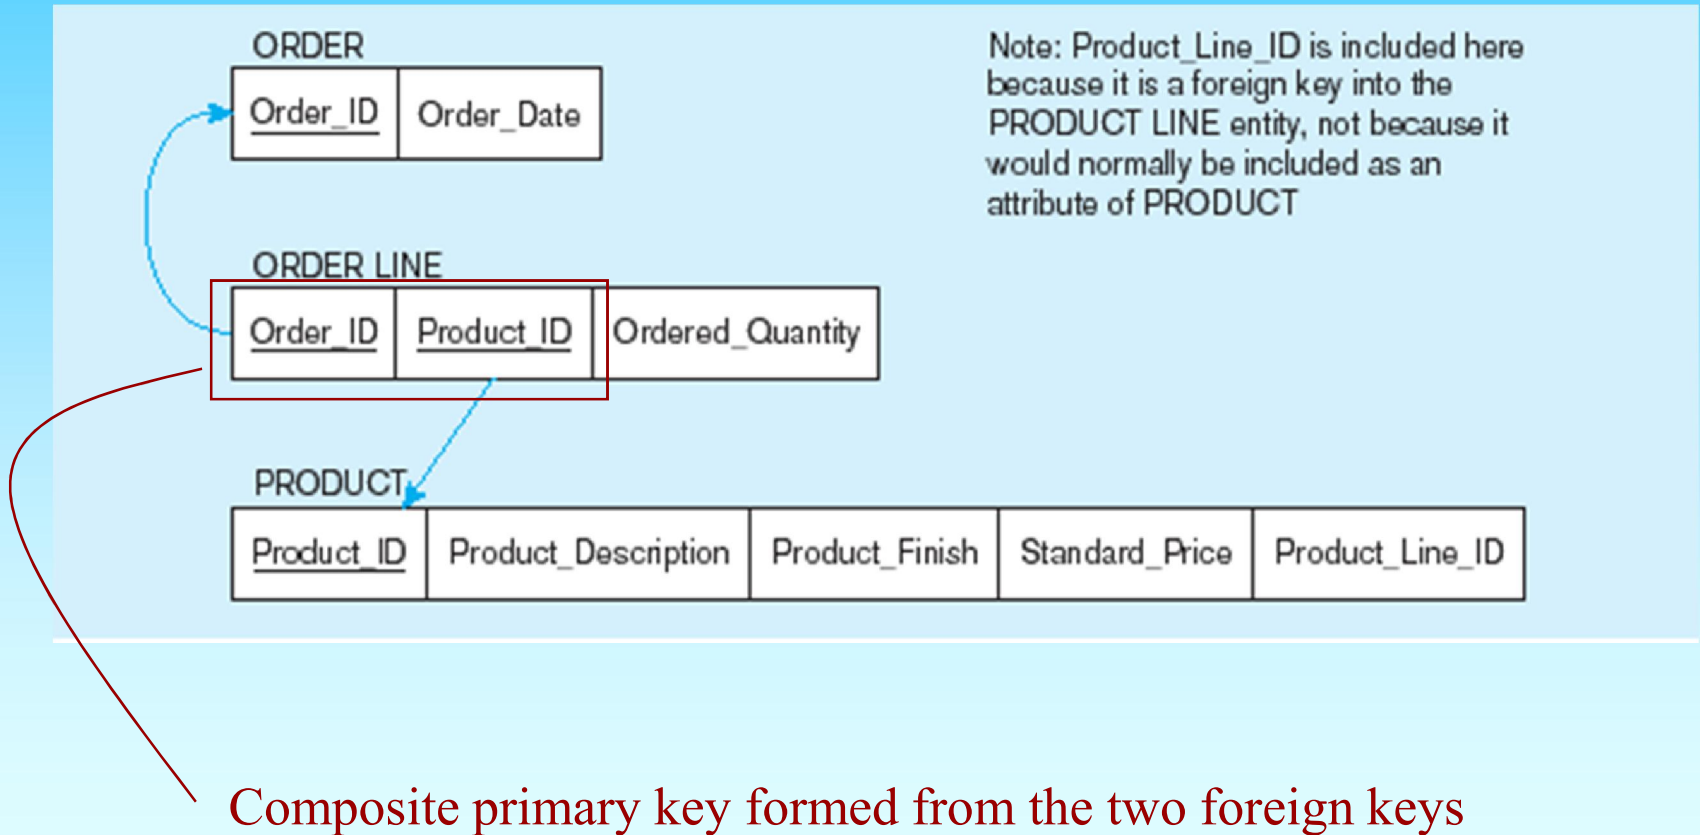 ORDER
Order_ID Order_Date
Note: Product_Line_ID is included here
because it is a foreign key into the
PRODUCT LINE entity, not because it
would normally be included as an
attribute of PRODUCT
ORDER LINE
Order_ID Product_ID Ordered_Quantity
PRODUCT
Product_ID Product_Description Product_Finish Standard_Price Product_Line_ID
Composite primary key formed from the two foreign keys